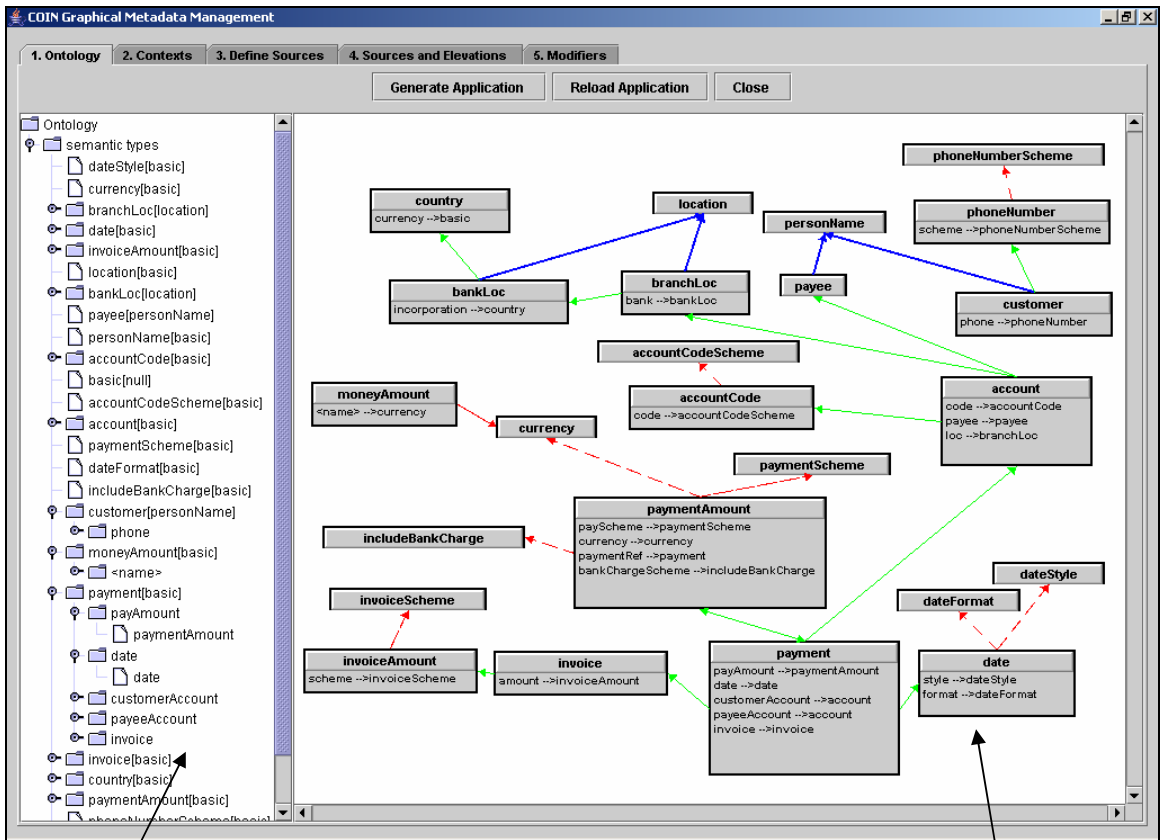 COIN Graphical Metadata Management
1. Ontology
2. Contexts
3. Define Sources
4. Sources and Elevations
5. Modifiers
Generate Application
Reload Application
Close
Ontology
semantic types
dateStyle[basic]
currency[basic]
branchLoc[location]
date[basic]
invoiceAmount[basic]
location[basic]
bankLoc[location]
payee[personName]
personName[basic]
accountCode[basic]
basic[null]
accountCodeScheme[basic]
account[basic]
paymentScheme[basic]
dateFormat[basic]
includeBankCharge[basic]
customer[personName]
phone
moneyAmount[basic]
<name>
payment[basic]
payAmount
paymentAmount
date
date
customerAccount
payeeAccount
invoice
invoice[basic]
country[basic]
paymentAmount[basic]
phoneNumberScheme[basic]
phoneNumberScheme
country
currency -->basic
location
personName
phoneNumber
scheme -->phoneNumberScheme
bankLoc
incorporation -->country
branchLoc
bank -->bankLoc
payee
customer
phone -->phoneNumber
accountCodeScheme
moneyAmount
<name> -->currency
accountCode
code -->accountCodeScheme
account
code -->accountCode
payee -->payee
loc -->branchLoc
currency
paymentScheme
paymentAmount
payScheme -->paymentScheme
currency -->currency
paymentRef -->payment
bankChargeScheme -->includeBankCharge
includeBankCharge
dateStyle
invoiceScheme
dateFormat
invoiceAmount
scheme -->invoiceScheme
invoice
amount -->invoiceAmount
payment
payAmount -->paymentAmount
date -->date
customerAccount -->account
payeeAccount -->account
invoice -->invoice
date
style -->dateStyle
format -->dateFormat